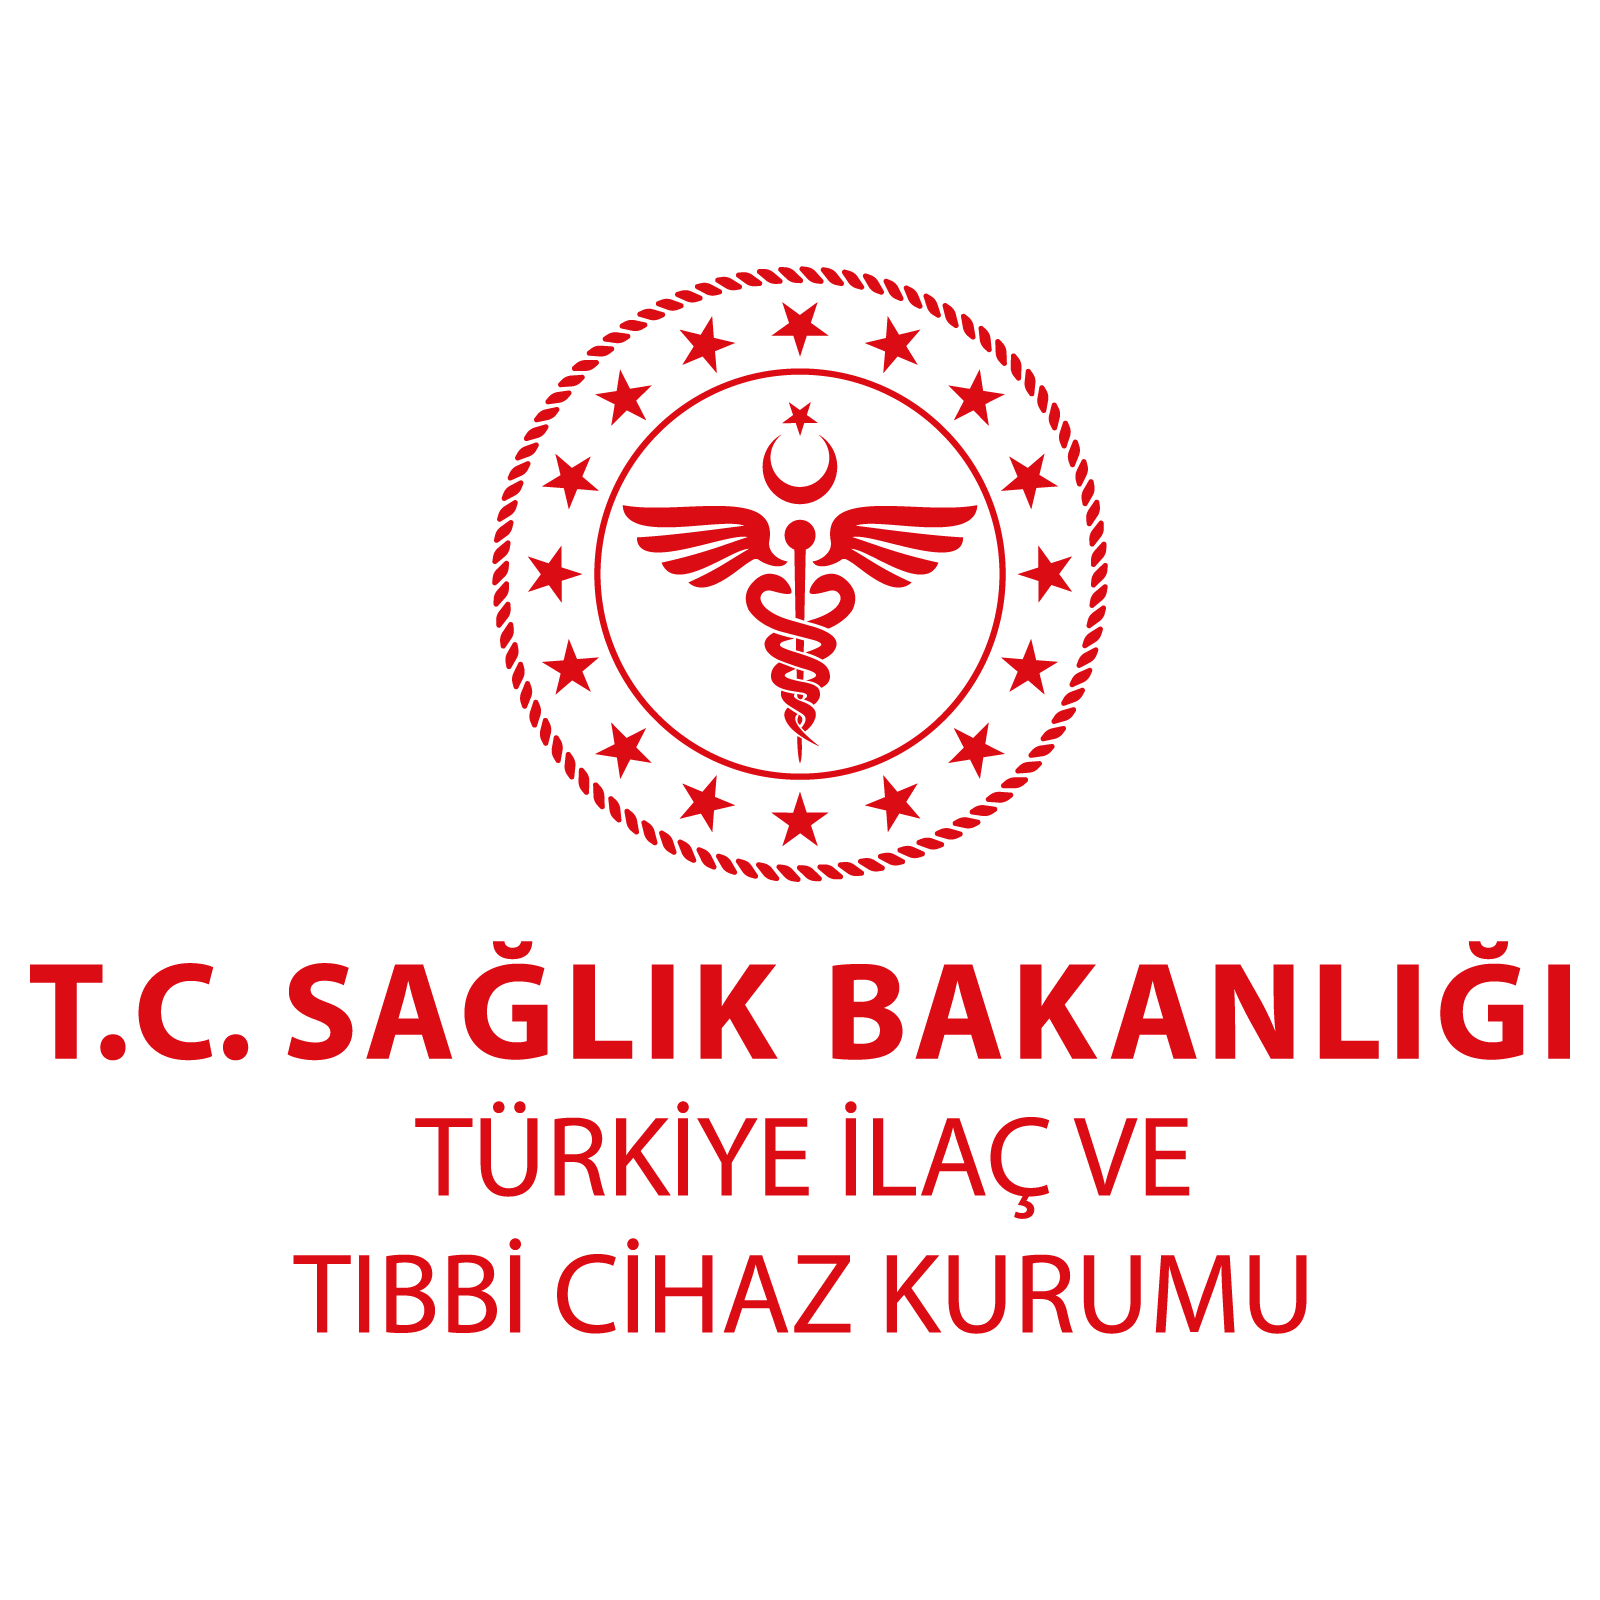 T.C. SAĞLIK BAKANLIĞI
TÜRKİYE İLAÇ VE
TIBBİ CİHAZ KURUMU